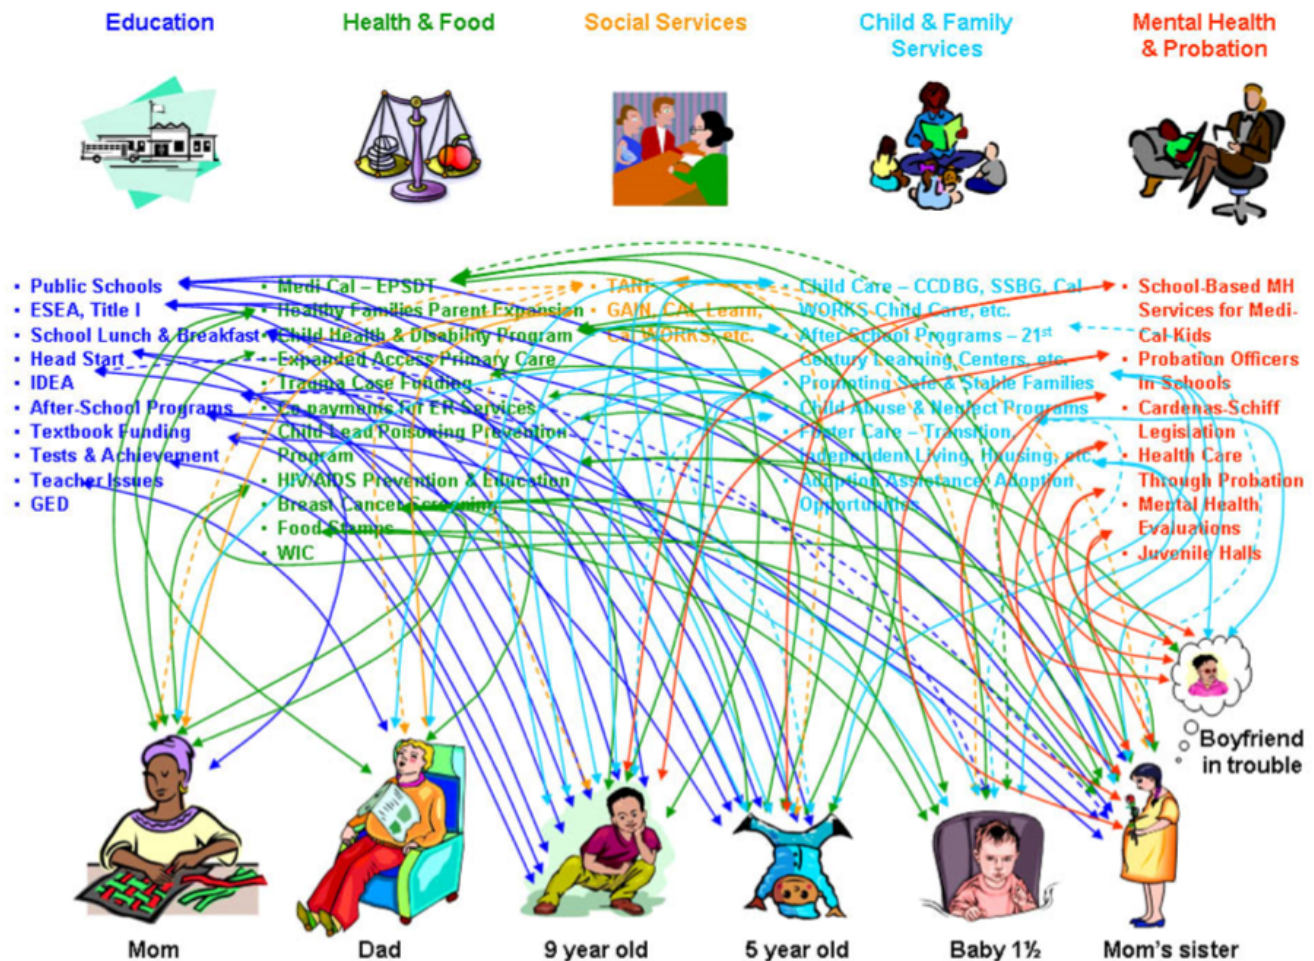 Education
Health & Food
Social Services
Child & Family
Services
Mental Health
& Probation
• Public Schools
• ESEA, Title I
• School Lunch & Breakfast
• Head Start
• IDEA
• After-School Programs
• Textbook Funding
• Tests & Achievement
• Teacher Issues
• GED
• Medi Cal – EPSDT
• Healthy Families Parent Expansion
• Child Health & Disability Program
• Expanded Access Primary Care
• Trauma Case Funding
• Co payments for ER Services
• Child Lead Poisoning Prevention
Program
• HIV/AIDS Prevention & Education
• Breast Cancer Screening
• Food Stamps
• WIC
• TANF
• GAIN, CAL Learn,
Cal WORKS, etc.
• Child Care – CCDBG, SSBG, Cal
WORKS Child Care, etc.
• After School Programs – 21st
Century Learning Centers, etc.
• Promoting Safe & Stable Families
• Child Abuse & Neglect Programs
• Foster Care – Transition,
Independent Living, Housing, etc.
• Adoption Assistance, Adoption
Opportunities
• School-Based MH
Services for Medi-
Cal Kids
• Probation Officers
In Schools
• Cardenas-Schiff
Legislation
• Health Care
Through Probation
• Mental Health
Evaluations
• Juvenile Halls
Boyfriend
in trouble
Mom
Dad
9 year old
5 year old
Baby 1½
Mom's sister